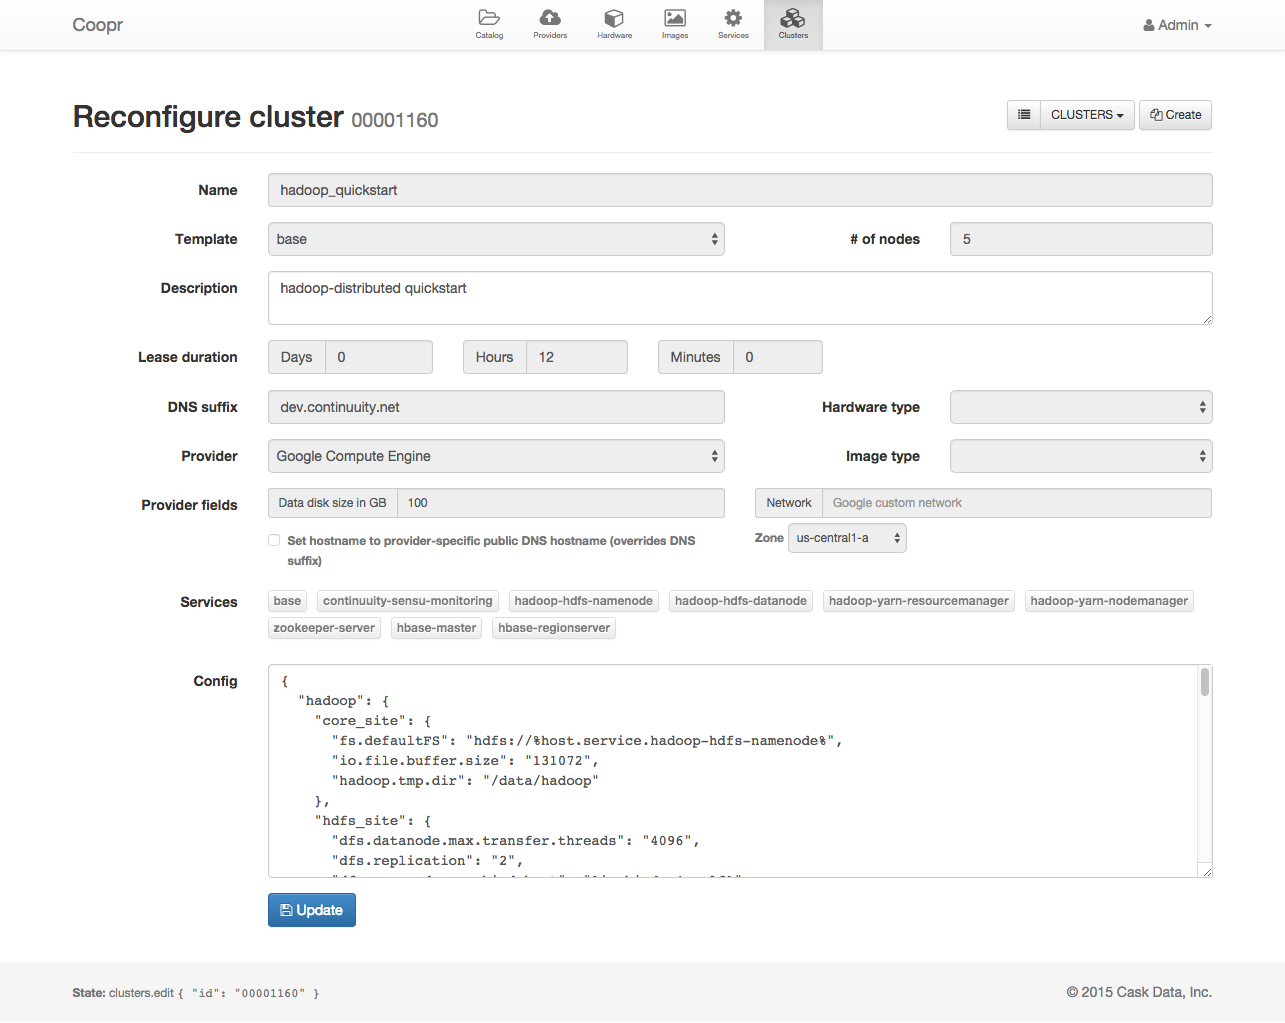 Coopr
Catalog
Providers
Hardware
Images
Services
Clusters
Admin
Reconfigure cluster 00001160
CLUSTERS
Create
Name
hadoop_quickstart
Template
base
# of nodes
5
Description
hadoop-distributed quickstart
Lease duration
Days
0
Hours
12
Minutes
0
DNS suffix
dev.continuuity.net
Hardware type
Provider
Google Compute Engine
Image type
Provider fields
Data disk size in GB
100
Network
Google custom network
Set hostname to provider-specific public DNS hostname (overrides DNS
suffix)
Zone
us-central1-a
Services
base continuuity-sensu-monitoring hadoop-hdfs-namenode hadoop-hdfs-datanode hadoop-yarn-resourcemanager hadoop-yarn-nodemanager
zookeeper-server hbase-master hbase-regionserver
Config
{
"hadoop": {
"core_site": {
"fs.defaultFS": "hdfs://%host.service.hadoop-hdfs-namenode%",
"io.file.buffer.size": "131072",
"hadoop.tmp.dir": "/data/hadoop"
},
"hdfs_site": {
"dfs.datanode.max.transfer.threads": "4096",
"dfs.replication": "2",
Update
State: clusters.edit { "id": "00001160" }
© 2015 Cask Data, Inc.